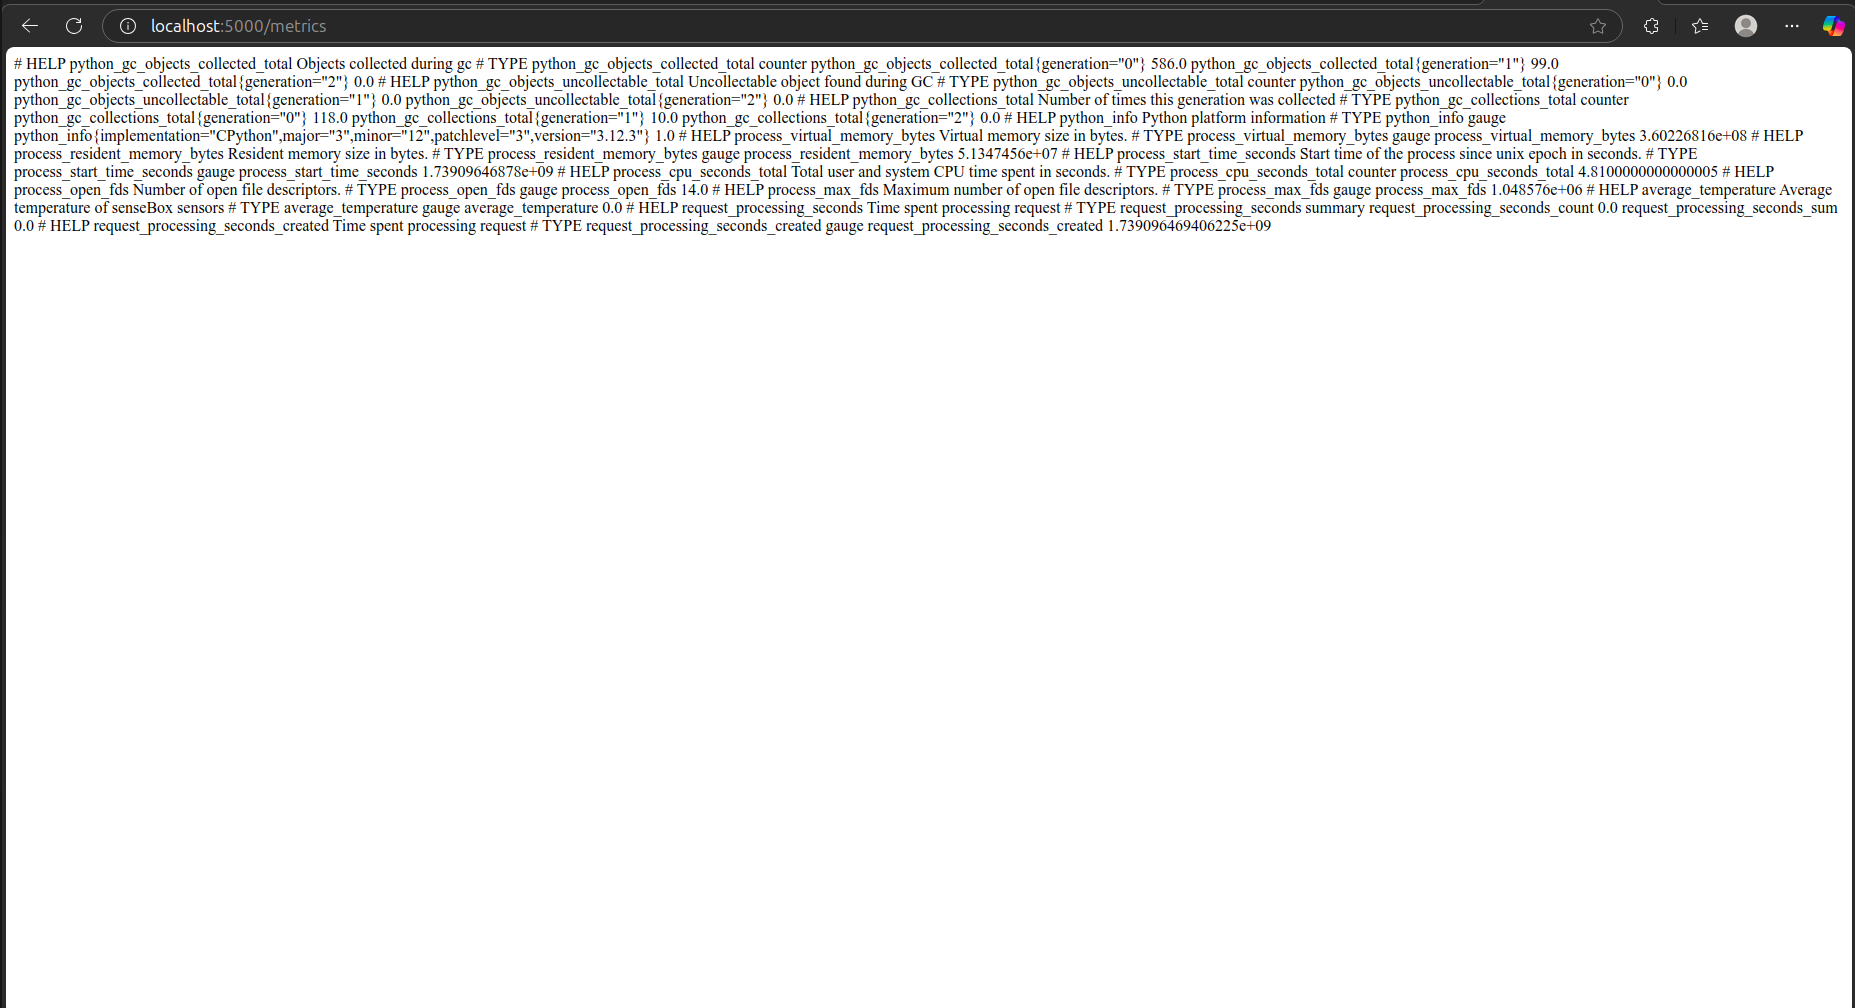 localhost:5000/metrics
# HELP python_gc_objects_collected_total Objects collected during gc # TYPE python_gc_objects_collected_total counter python_gc_objects_collected_total{generation="0"} 586.0 python_gc_objects_collected_total{generation="1"} 99.0
python_gc_objects_collected_total{generation="2"} 0.0 # HELP python_gc_objects_uncollectable_total Uncollectable object found during GC # TYPE python_gc_objects_uncollectable_total counter python_gc_objects_uncollectable_total{generation="0"} 0.0
python_gc_objects_uncollectable_total{generation="1"} 0.0 python_gc_objects_uncollectable_total{generation="2"} 0.0 # HELP python_gc_collections_total Number of times this generation was collected # TYPE python_gc_collections_total counter
python_gc_collections_total{generation="0"} 118.0 python_gc_collections_total{generation="1"} 10.0 python_gc_collections_total{generation="2"} 0.0 # HELP python_info Python platform information # TYPE python_info gauge
python_info{implementation="CPython",major="3",minor="12",patchlevel="3",version="3.12.3"} 1.0 # HELP process_virtual_memory_bytes Virtual memory size in bytes. # TYPE process_virtual_memory_bytes gauge process_virtual_memory_bytes 3.60226816e+08 # HELP
process_resident_memory_bytes Resident memory size in bytes. # TYPE process_resident_memory_bytes gauge process_resident_memory_bytes 5.1347456e+07 # HELP process_start_time_seconds Start time of the process since unix epoch in seconds. # TYPE
process_start_time_seconds gauge process_start_time_seconds 1.73909646878e+09 # HELP process_cpu_seconds_total Total user and system CPU time spent in seconds. # TYPE process_cpu_seconds_total counter process_cpu_seconds_total 4.8100000000000005 # HELP
process_open_fds Number of open file descriptors. # TYPE process_open_fds gauge process_open_fds 14.0 # HELP process_max_fds Maximum number of open file descriptors. # TYPE process_max_fds gauge process_max_fds 1.048576e+06 # HELP average_temperature Average
temperature of senseBox sensors # TYPE average_temperature gauge average_temperature 0.0 # HELP request_processing_seconds Time spent processing request # TYPE request_processing_seconds summary request_processing_seconds_count 0.0 request_processing_seconds_sum
0.0 # HELP request_processing_seconds_created Time spent processing request # TYPE request_processing_seconds_created gauge request_processing_seconds_created 1.739096469406225e+09